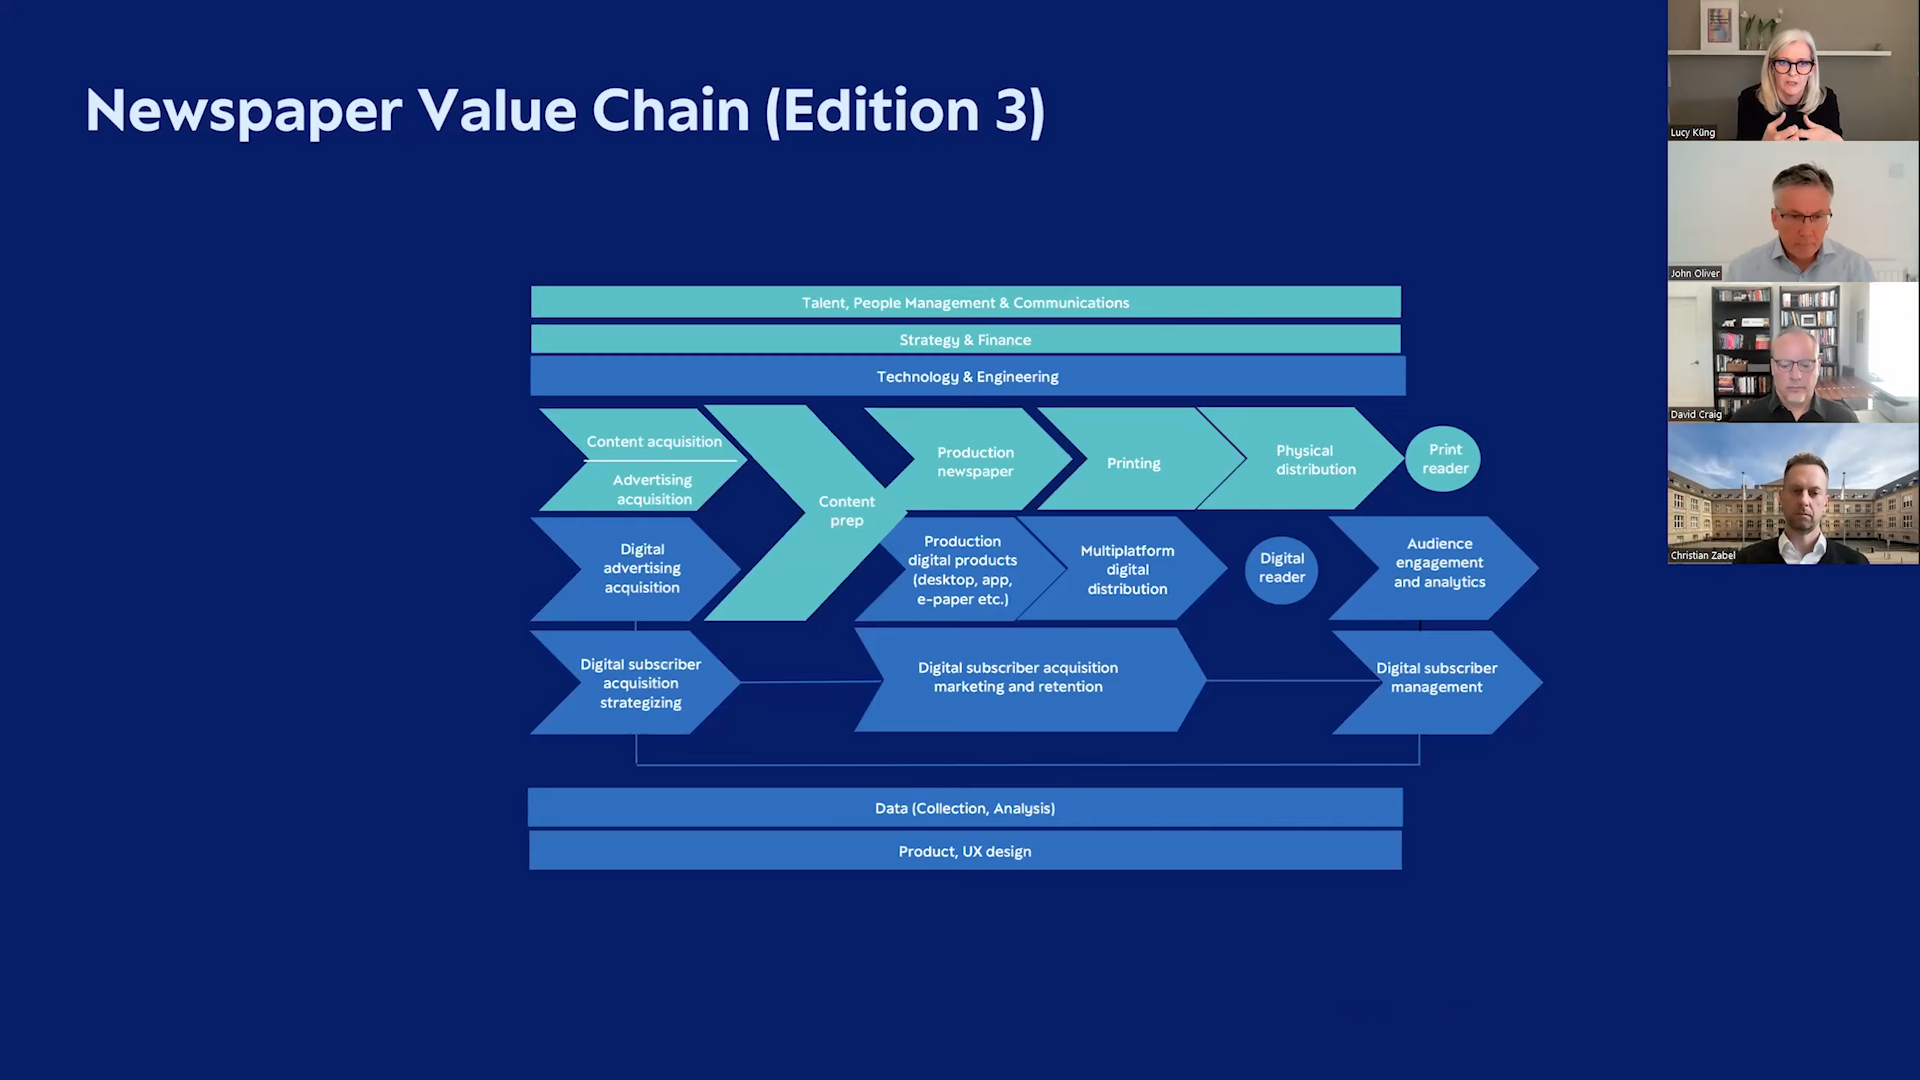 Newspaper Value Chain (Edition 3)
Talent, People Management & Communications
Strategy & Finance
Technology & Engineering
Content acquisition
Advertising
acquisition
Content
prep
Production
newspaper
Printing
Physical
distribution
Print
reader
Digital
advertising
acquisition
Production
digital products
(desktop, app,
e-paper etc.)
Multiplatform
digital
distribution
Digital
reader
Audience
engagement
and analytics
Digital subscriber
acquisition
strategizing
Digital subscriber acquisition
marketing and retention
Digital subscriber
management
Data (Collection, Analysis)
Product, UX design
Lucy Küng
John Oliver
David Craig
Christian Zabel